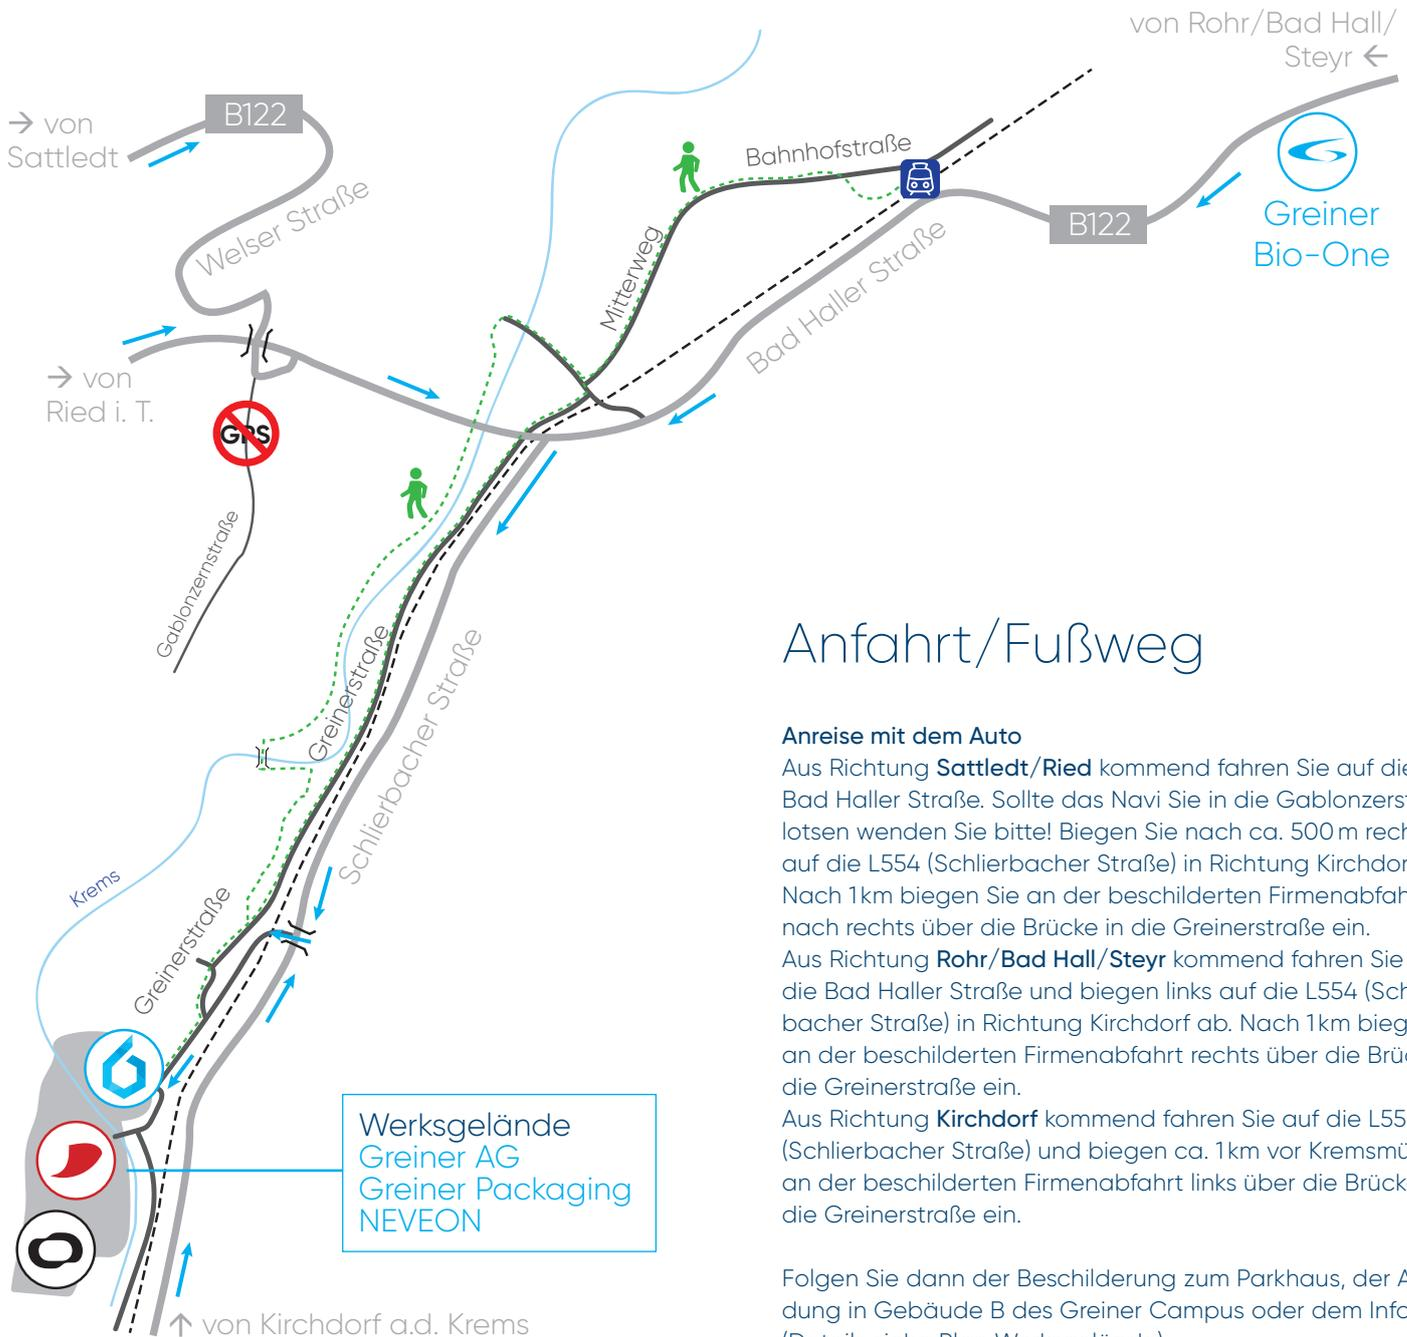 von Rohr/Bad Hall/
Steyr ←
→ von
Sattledt
B122
Bahnhofstraße
Welser Straße
Mitterweg
B122
Greiner
Bio-One
Bad Haller Straße
→ von
Ried i. T.
GPS
Gablonzernstraße
Greinerstraße
Schlierbacher Straße
Krems
Greinerstraße
Werksgelände
Greiner AG
Greiner Packaging
NEVEON
↑ von Kirchdorf a.d. Krems
Anfahrt/Fußweg
Anreise mit dem Auto
Aus Richtung Sattledt/Ried kommend fahren Sie auf die
Bad Haller Straße. Sollte das Navi Sie in die Gablonzerst
lotsen wenden Sie bitte! Biegen Sie nach ca. 500 m rech
auf die L554 (Schlierbacher Straße) in Richtung Kirchdor
Nach 1 km biegen Sie an der beschilderten Firmenabfah
nach rechts über die Brücke in die Greinerstraße ein.
Aus Richtung Rohr/Bad Hall/Steyr kommend fahren Sie
die Bad Haller Straße und biegen links auf die L554 (Sch
bacher Straße) in Richtung Kirchdorf ab. Nach 1 km bieg
an der beschilderten Firmenabfahrt rechts über die Brü
die Greinerstraße ein.
Aus Richtung Kirchdorf kommend fahren Sie auf die L55
(Schlierbacher Straße) und biegen ca. 1 km vor Kremsmü
an der beschilderten Firmenabfahrt links über die Brück
die Greinerstraße ein.
Folgen Sie dann der Beschilderung zum Parkhaus, der A
dung in Gebäude B des Greiner Campus oder dem Info